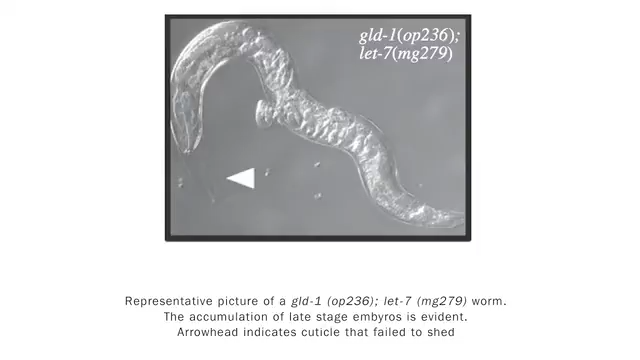 gld-1(op236);
let-7(mg279)
Representative picture of a gld-1 (op236); let-7 (mg279) worm.
The accumulation of late stage embyros is evident.
Arrowhead indicates cuticle that failed to shed